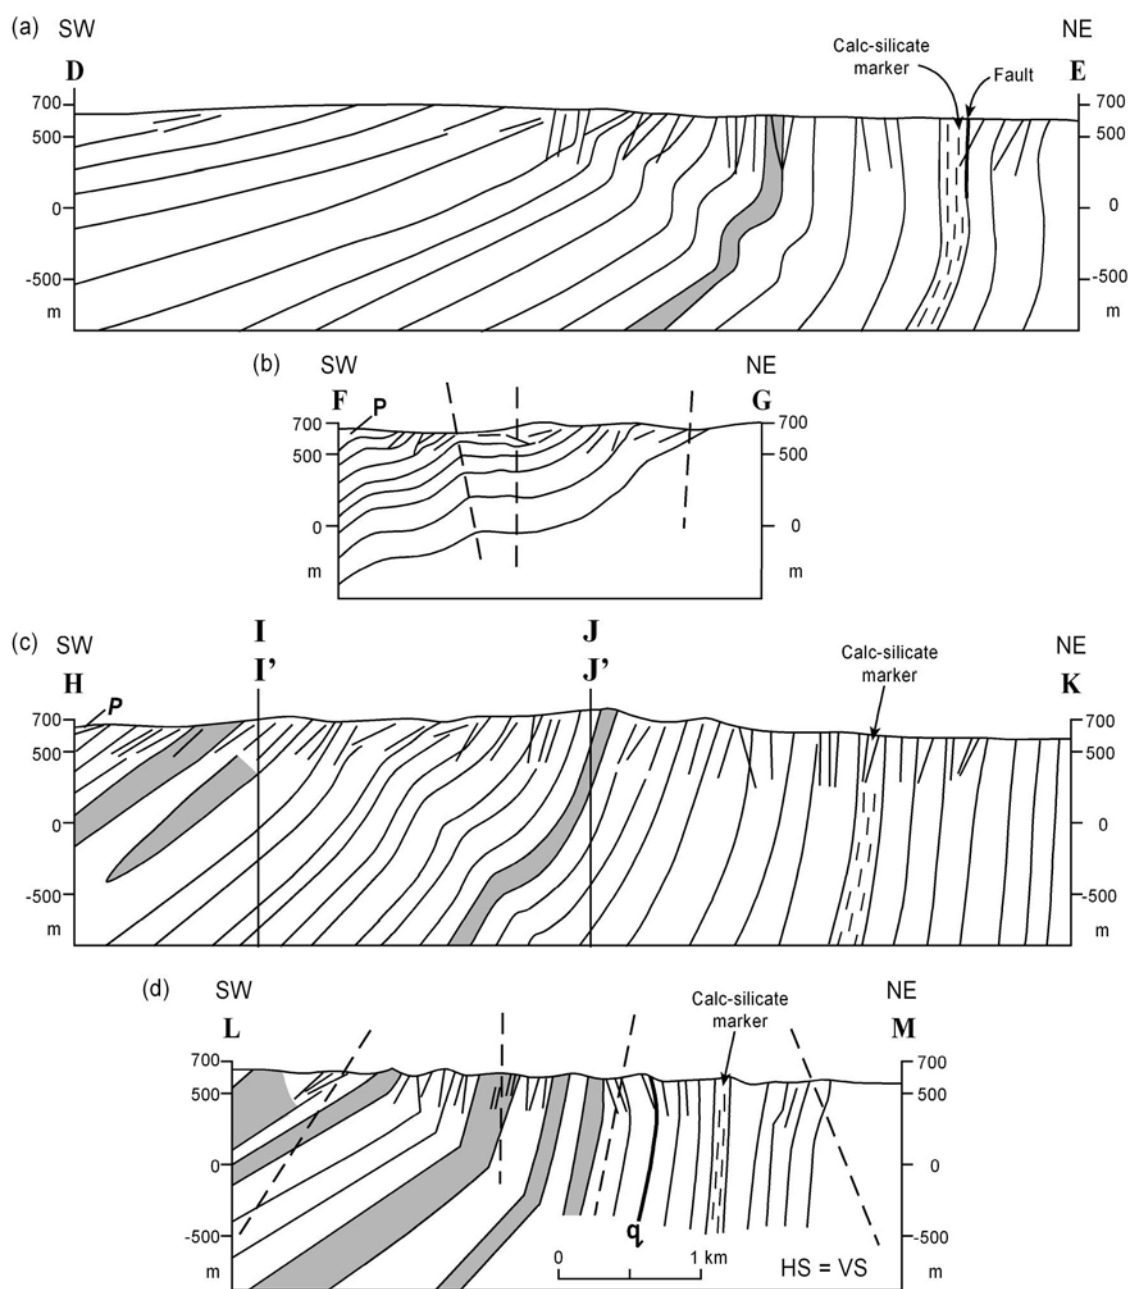 (a) SW NE
Calc-silicate
marker
Fault
D E
700 700
500 500
0 0
-500 -500
m m
(b) SW NE
F P G
700 700
500 500
0 0
m m
I J
(c) SW NE
I’ J’
Calc-silicate
marker
H P K
700 700
500 500
0 0
-500 -500
m m
(d) SW NE
Calc-silicate
marker
L M
700 700
500 500
0 0
-500 -500
q
0 1 km
m HS = VS m